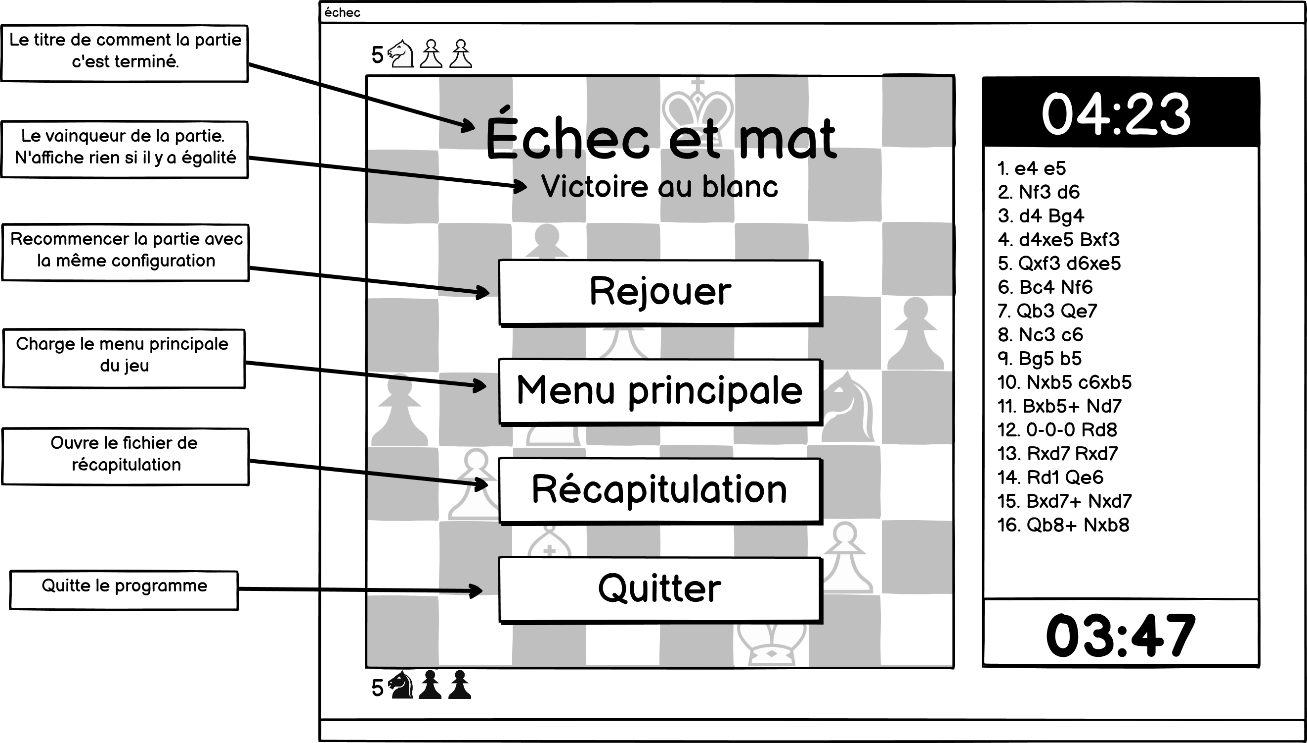 échec
Le titre de comment la partie
c'est terminé.
Le vainqueur de la partie.
N'affiche rien si il y a égalité
Recommencer la partie avec
la même configuration
Charge le menu principale
du jeu
Ouvre le fichier de
récapitulation
Quitte le programme
5
Échec et mat
Victoire au blanc
Rejouer
Menu principale
Récapitulation
Quitter
5
04:23
1. e4 e5
2. Nf3 d6
3. d4 Bg4
4. d4xe5 Bxf3
5. Qxf3 d6xe5
6. Bc4 Nf6
7. Qb3 Qe7
8. Nc3 c6
9. Bg5 b5
10. Nxb5 c6xb5
11. Bxb5+ Nd7
12. 0-0-0 Rd8
13. Rxd7 Rxd7
14. Rd1 Qe6
15. Bxd7+ Nxd7
16. Qb8+ Nxb8
03:47